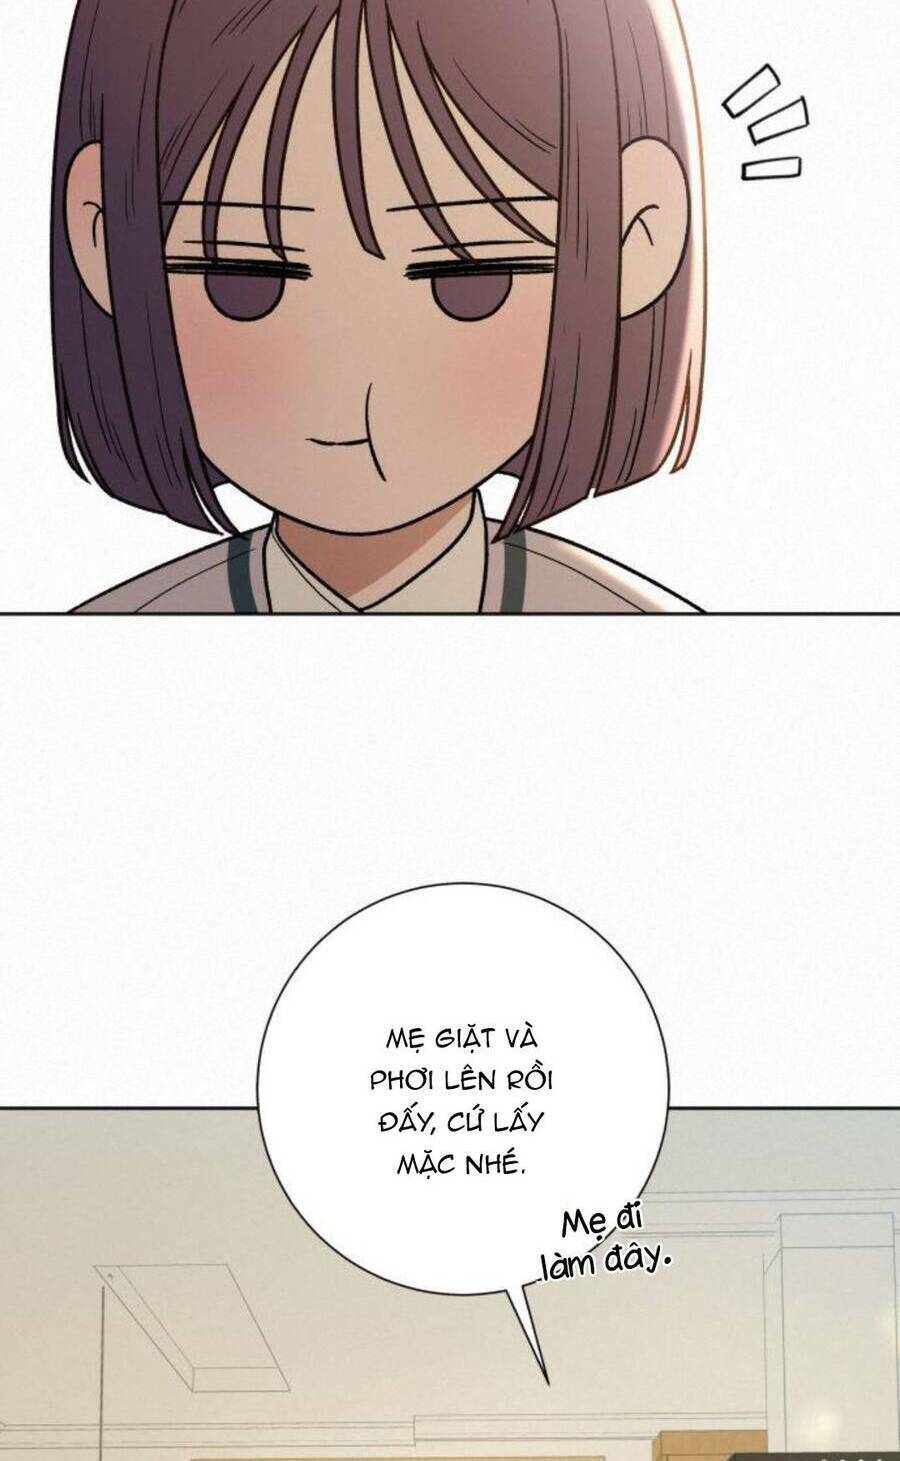 MẸ GIẶT VÀ
PHƠI LÊN RỒI
ĐẤY, CỨ LẤY
MẶC NHÉ.
Mẹ đi
làm đây.